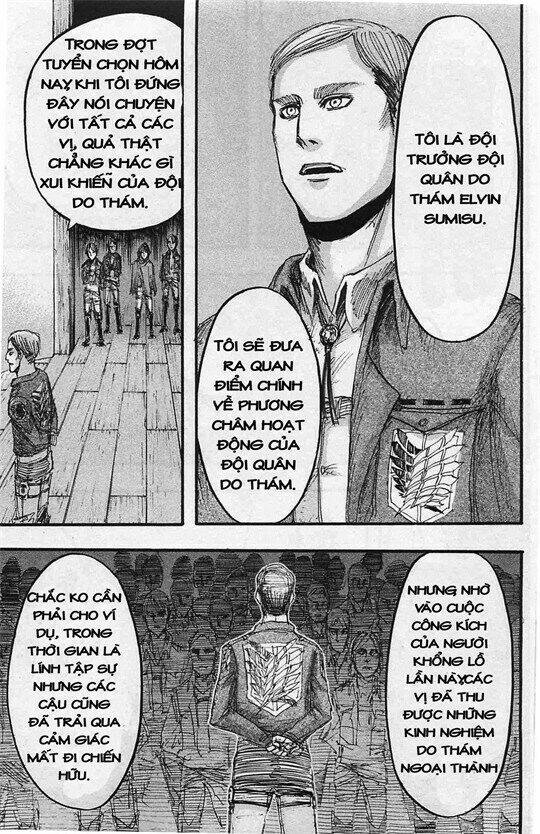 TÔI LÀ ĐỘI
TRƯỞNG ĐỘI
QUÂN DO
THÁM ELVIN
SUMISU.
TÔI SẼ ĐƯA
RA QUAN
ĐIỂM CHÍNH
VỀ PHƯƠNG
CHÂM HOẠT
ĐỘNG CỦA
ĐỘI QUÂN
DO THÁM.
TRONG ĐỢT
TUYỂN CHỌN HÔM
NAY, KHI TÔI ĐỨNG
ĐÂY NÓI CHUYỆN
VỚI TẤT CẢ CÁC
VỊ, QUẢ THẬT
CHẲNG KHÁC GÌ
XUI KHIẾN CỦA ĐỘI
DO THÁM.
NHƯNG, NHỜ
VÀO CUỘC
CÔNG KÍCH
CỦA NGƯỜI
KHỔNG LỒ
LẦN NÀY, CÁC
VỊ ĐÃ THU
ĐƯỢC NHỮNG
KINH NGHIỆM
DO THÁM
NGOẠI THÀNH
CHẮC KO CẦN
PHẢI CHO VÍ
DỤ, TRONG
THỜI GIAN LÀ
LÍNH TẬP SỰ
NHƯNG CÁC
CẬU CŨNG
ĐÃ TRẢI QUA
CẢM GIÁC
MẤT ĐI CHIẾN
HỮU.